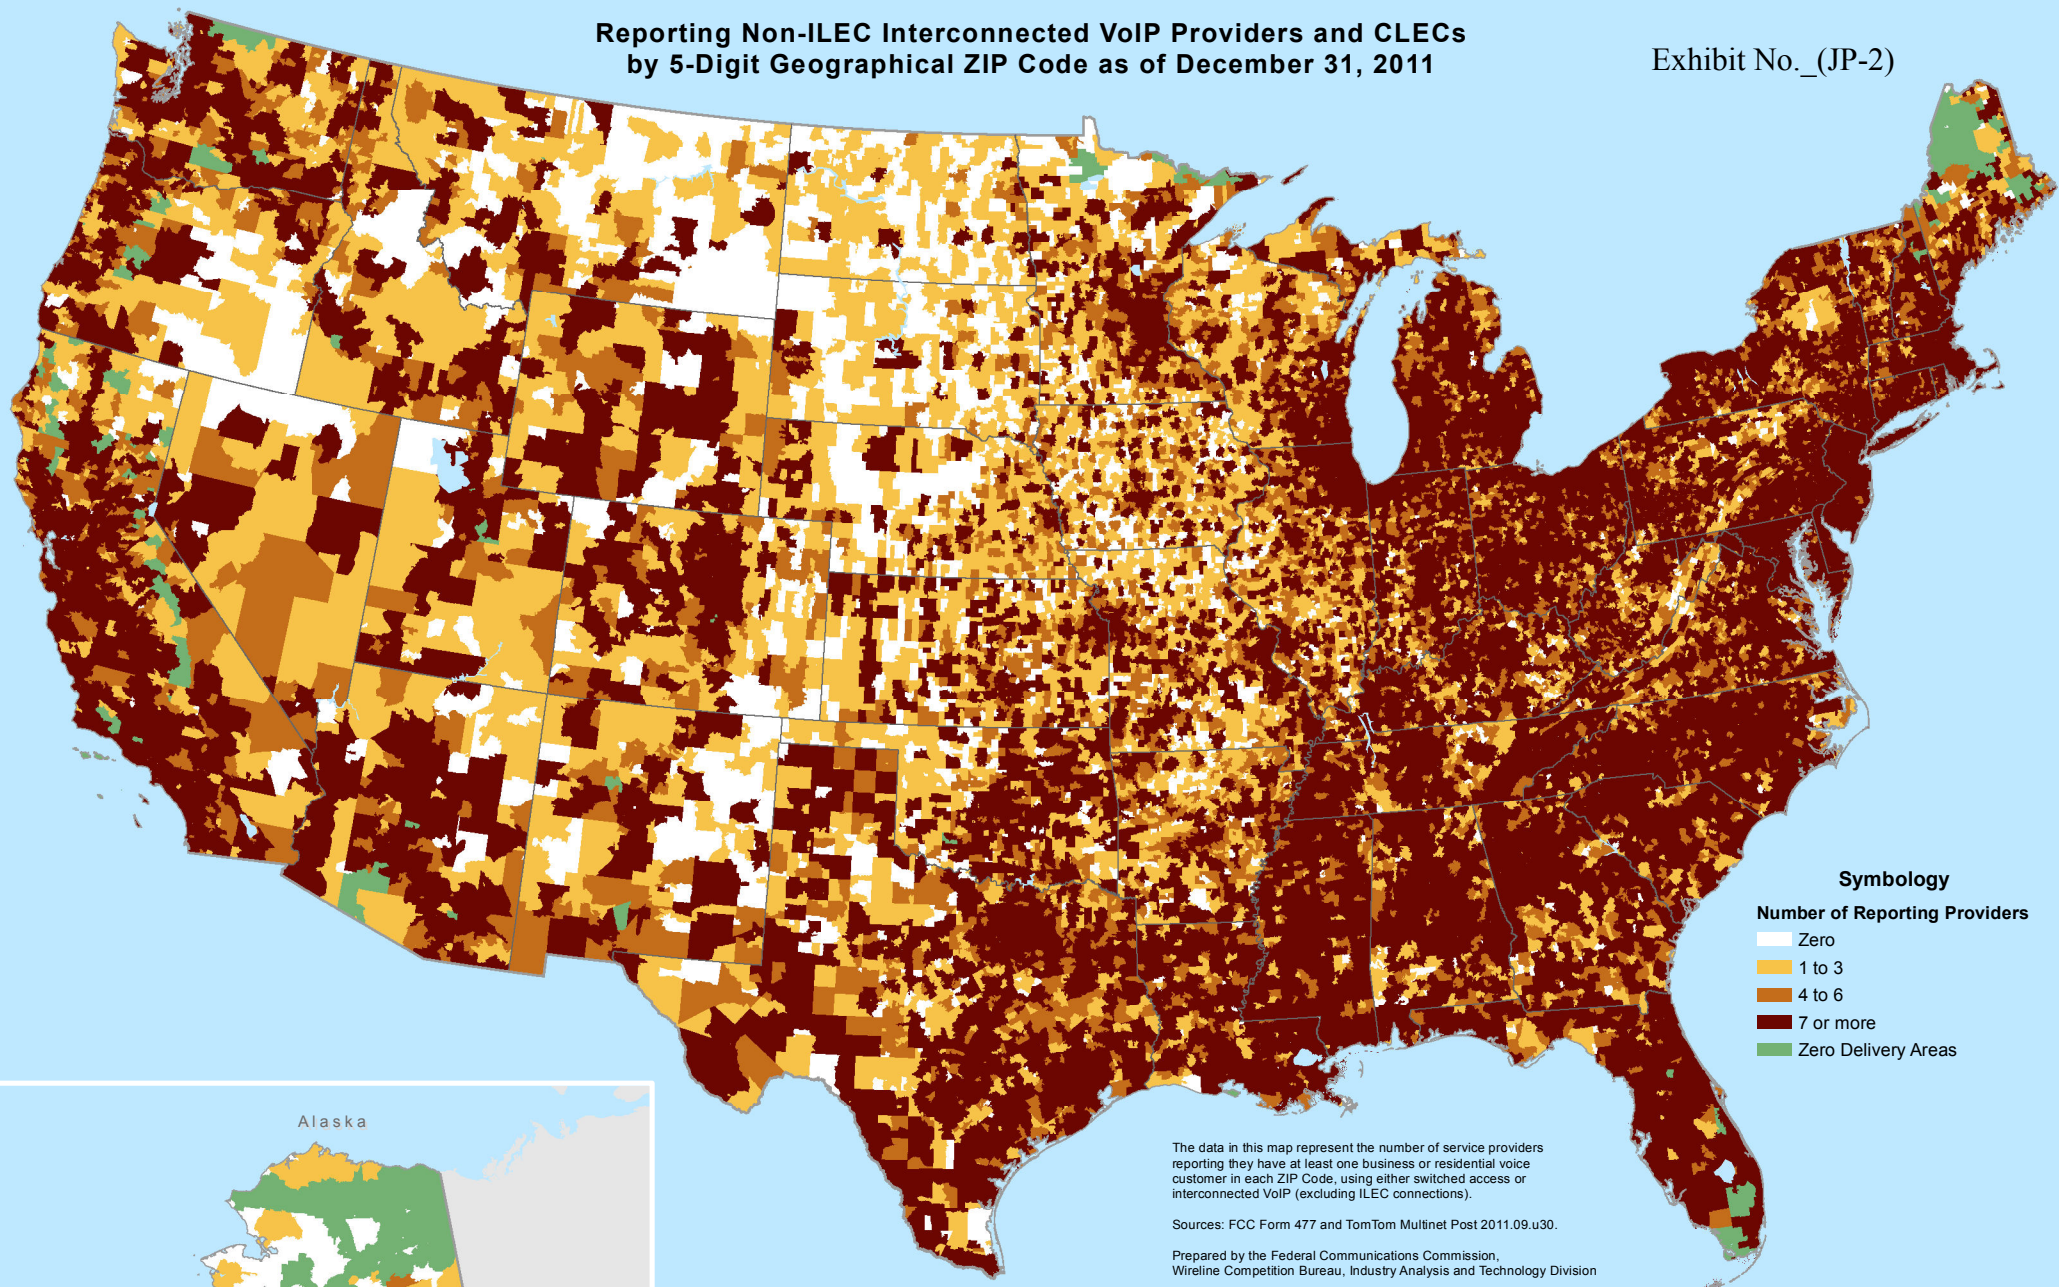 Reporting Non-ILEC Interconnected VoIP Providers and CLECs
by 5-Digit Geographical ZIP Code as of December 31, 2011
Exhibit No._(JP-2)
Symbology
Number of Reporting Providers
Zero
1 to 3
4 to 6
7 or more
Zero Delivery Areas
Alaska
The data in this map represent the number of service providers
reporting they have at least one business or residential voice
customer in each ZIP Code, using either switched access or
interconnected VoIP (excluding ILEC connections).
Sources: FCC Form 477 and TomTom Multinet Post 2011.09.u30.
Prepared by the Federal Communications Commission,
Wireline Competition Bureau, Industry Analysis and Technology Division